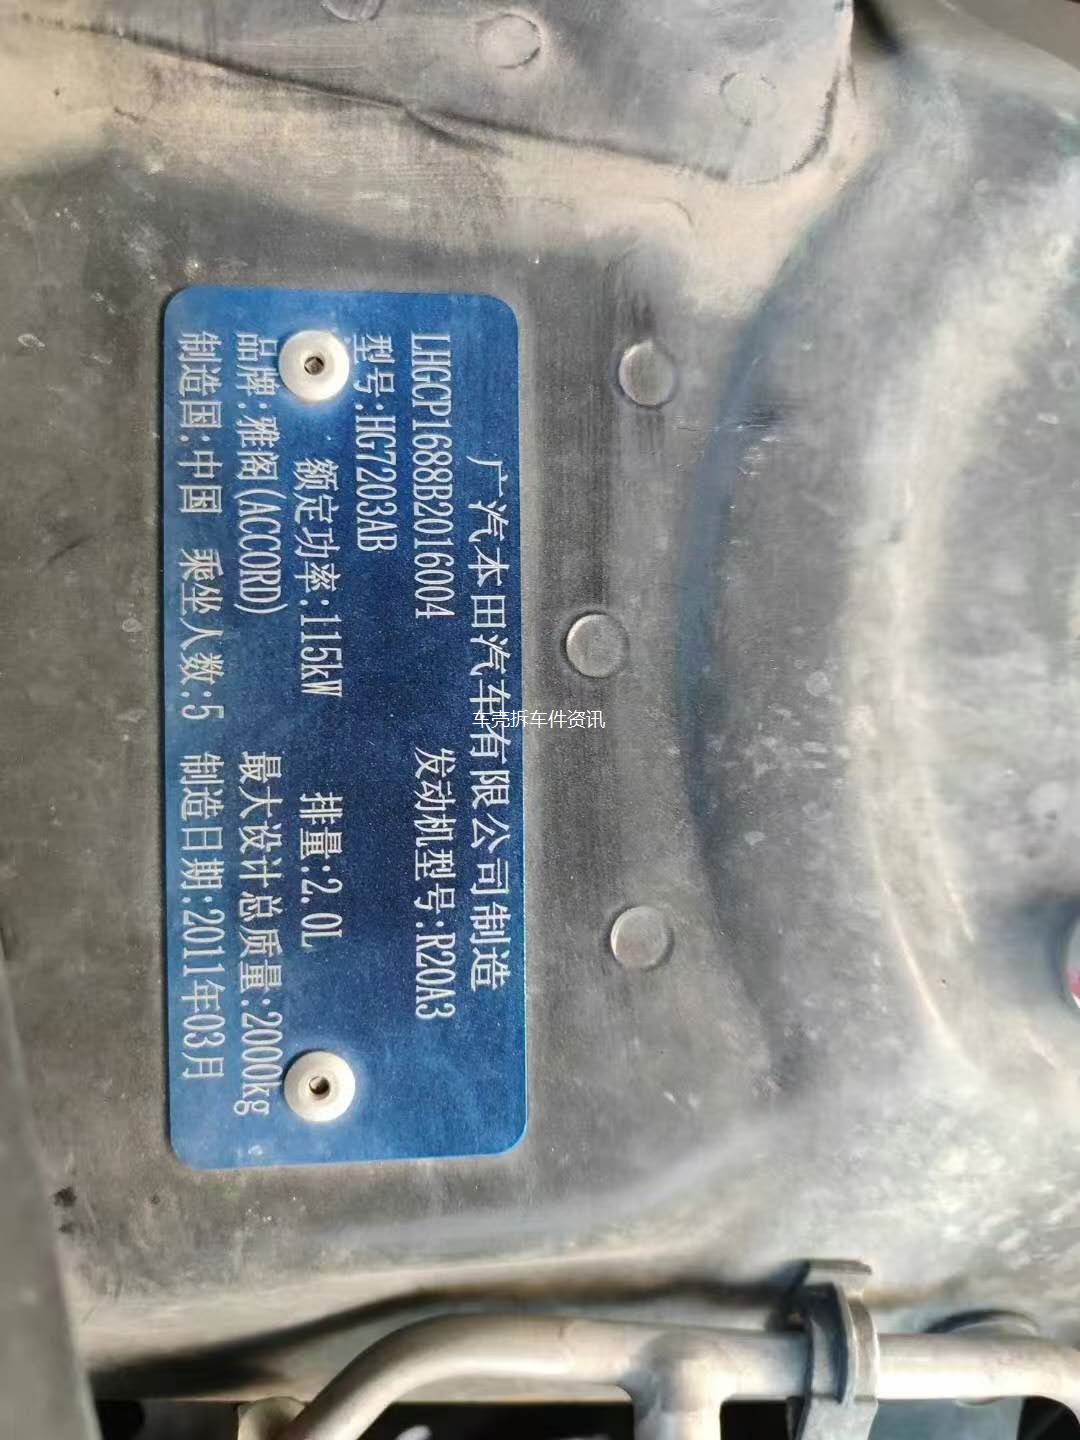 广汽本田汽车有限公司制造
LHGCP1688B2016004 发动机型号:R20A3
型号:HG7203AB
额定功率:115kW 排量:2.0L
品牌:雅阁(ACCORD) 最大设计总质量:2000kg
制造国:中国 乘坐人数:5 制造日期:2011年03月
车壳拆车件资讯